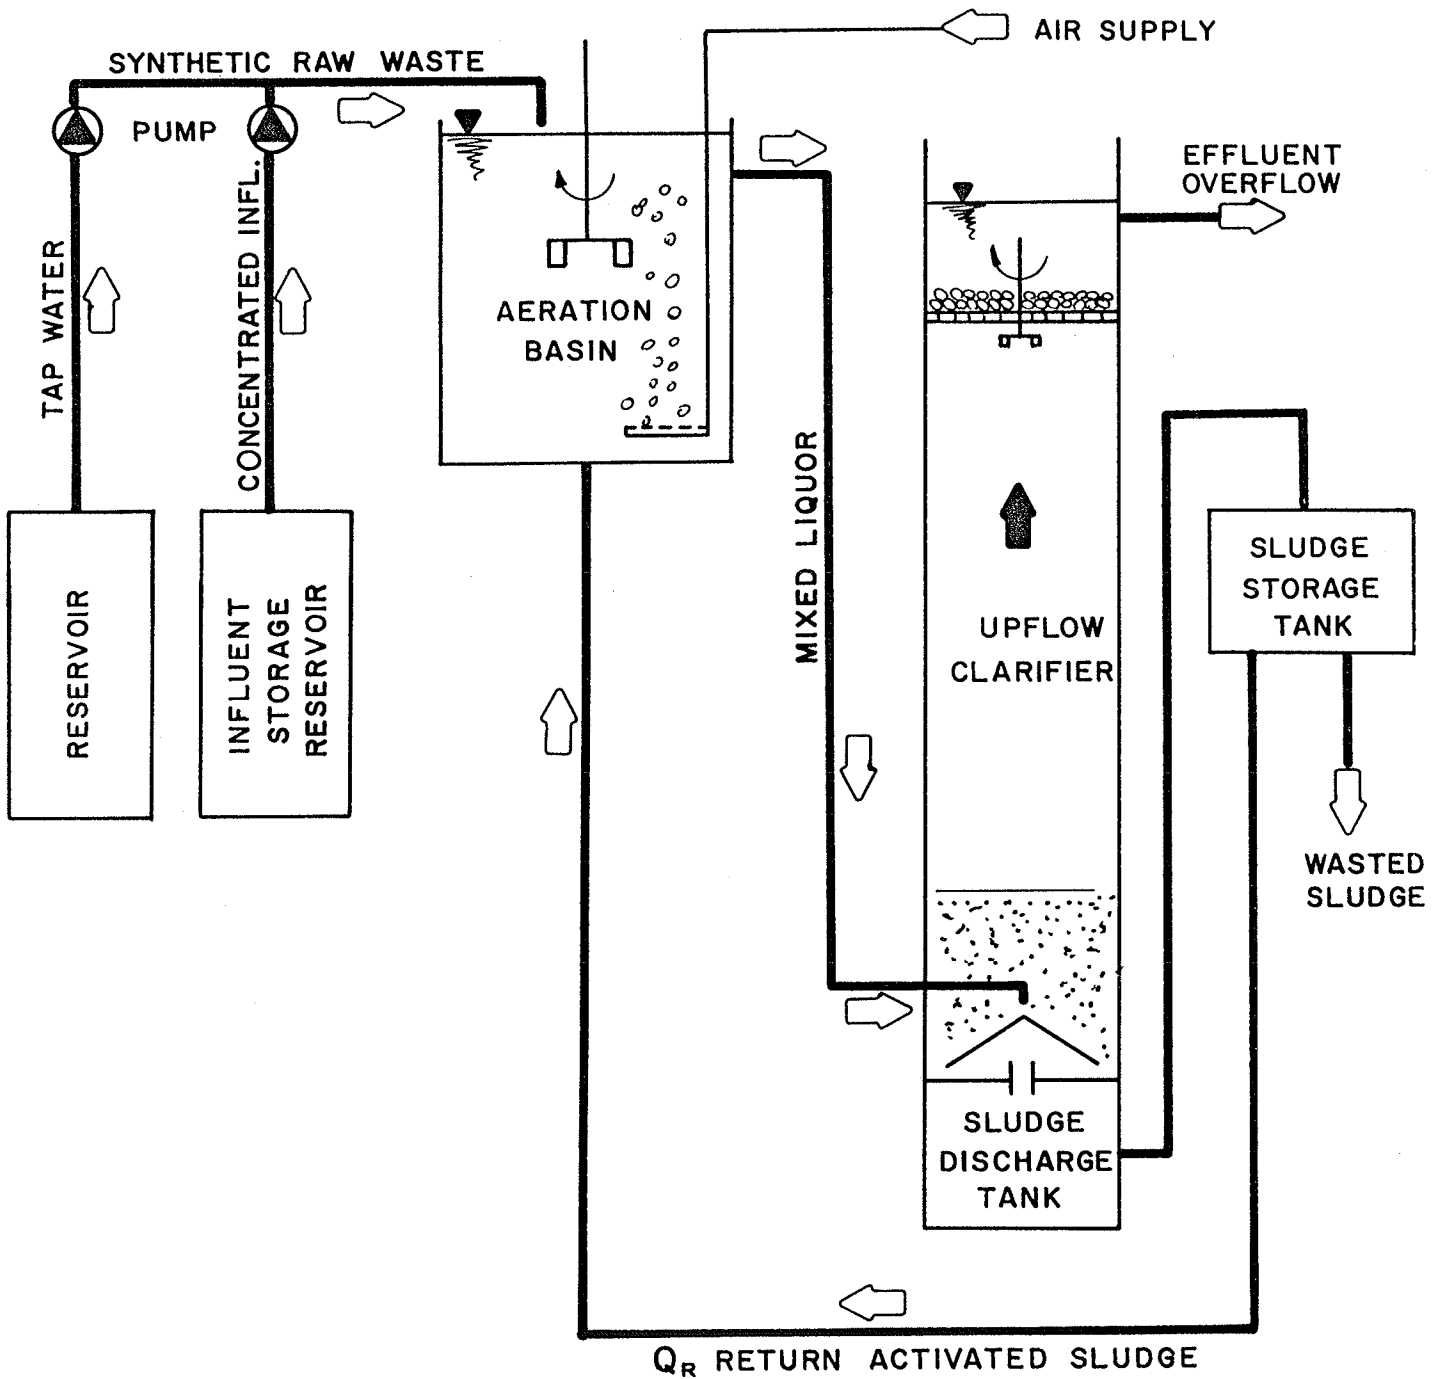 AIR SUPPLY
SYNTHETIC RAW WASTE
PUMP
EFFLUENT
OVERFLOW
TAP WATER
CONCENTRATED INFL.
AERATION
BASIN
MIXED LIQUOR
SLUDGE
STORAGE
TANK
RESERVOIR
INFLUENT
STORAGE
RESERVOIR
UPFLOW
CLARIFIER
WASTED
SLUDGE
SLUDGE
DISCHARGE
TANK
QR RETURN ACTIVATED SLUDGE